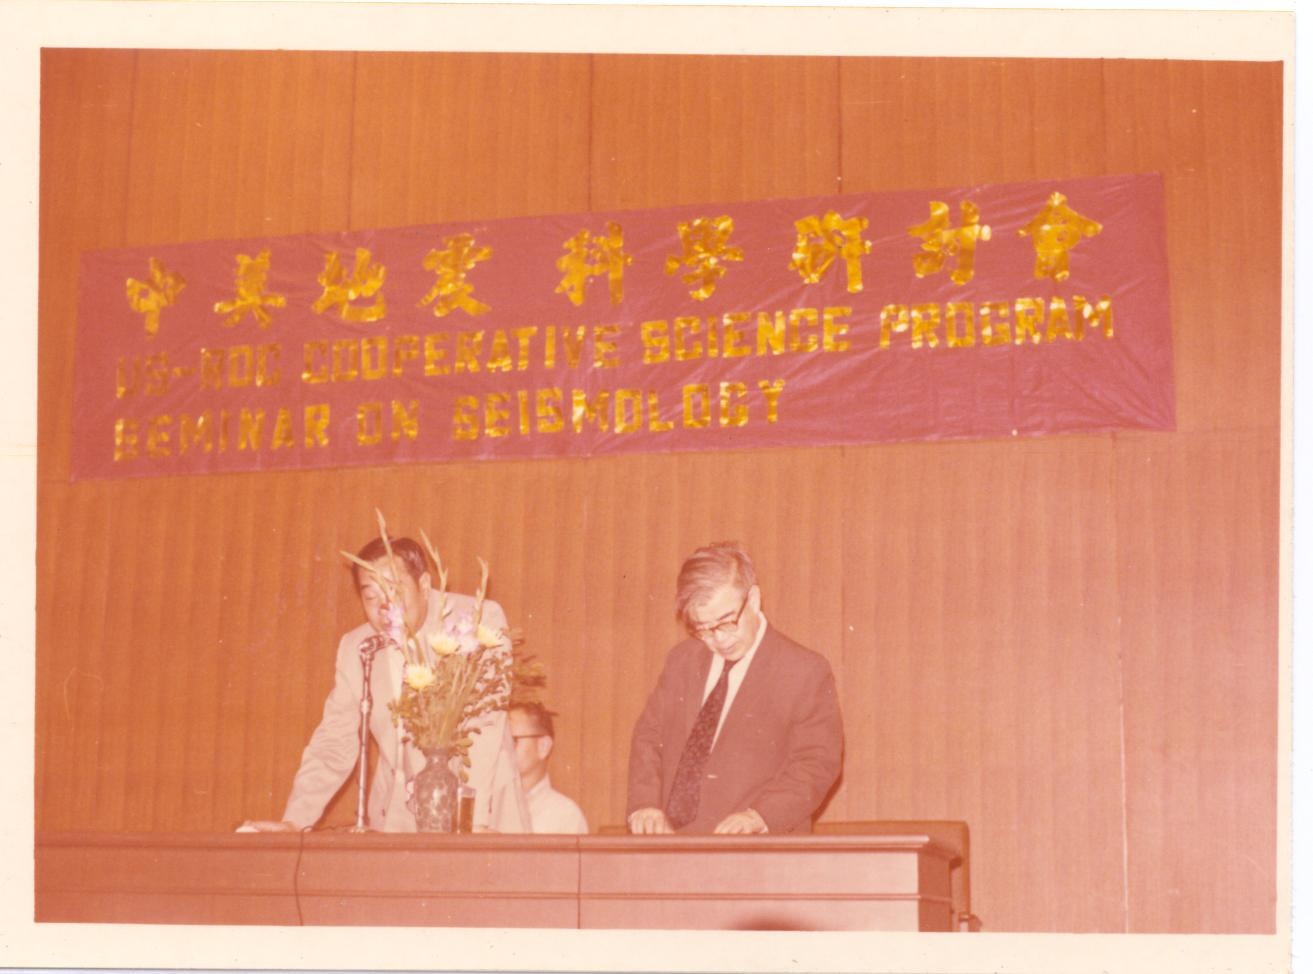 中美地震科學研討會
US-ROC COOPERATIVE SCIENCE PROGRAM
SEMINAR ON SEISMOLOGY